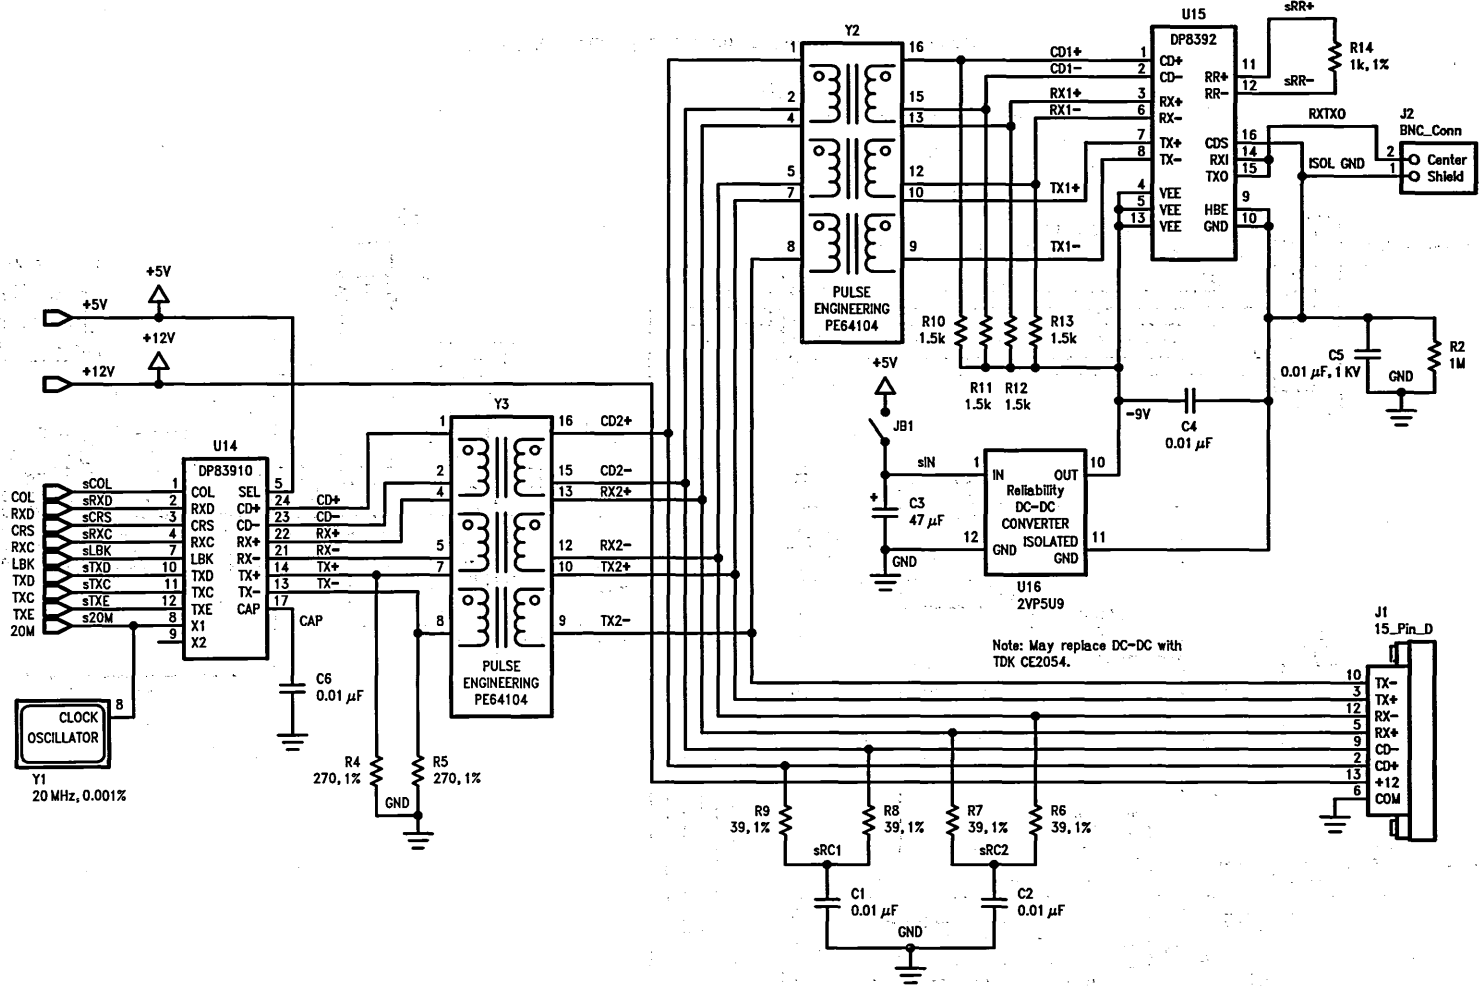 sRR+
U15
DP8392
Y2
1
16
CD1+
1
CD+
CD1-
2
CD-
RR+
11
RR-
12
sRR-
R14
1k, 1%
2
15
RX1+
3
RX+
4
13
RX1-
6
RX-
7
TX+
8
TX-
CDS
16
RXI
14
TXO
15
RXTXO
ISOL GND
J2
BNC_Conn
2
Center
1
Shield
5
12
7
10
TX1+
4
VEE
5
VEE
13
VEE
HBE
9
GND
10
8
9
TX1-
PULSE
ENGINEERING
PE64104
+5V
+5V
+12V
+12V
R10
1.5k
R13
1.5k
R11
R12
1.5k
1.5k
C5
0.01 µF, 1 KV
R2
1M
GND
+5V
JB1
-9V
C4
0.01 µF
Y3
U14
DP83910
1
16
CD2+
2
15
CD2-
4
13
RX2+
5
12
RX2-
7
10
TX2+
8
9
TX2-
PULSE
ENGINEERING
PE64104
COL
sCOL
1
COL
SEL
5
RXD
sRXD
2
RXD
CD+
24
CD+
CRS
sCRS
3
CRS
CD-
23
CD-
RXC
sRXC
4
RXC
RX+
22
RX+
LBK
sLBK
7
LBK
RX-
21
RX-
TXD
sTXD
10
TXD
TX+
14
TX+
TXC
sTXC
11
TXC
TX-
13
TX-
TXE
sTXE
12
TXE
CAP
17
CAP
20M
s20M
8
X1
9
X2
sIN
1
IN
OUT
10
Reliability
DC-DC
CONVERTER
ISOLATED
12
GND
GND
11
+
C3
47 µF
GND
U16
2VP5U9
Note: May replace DC-DC with
TDK CE2054.
C6
0.01 µF
8
CLOCK
OSCILLATOR
Y1
20 MHz, 0.001%
R4
270, 1%
R5
270, 1%
GND
J1
15_Pin_D
10
TX-
3
TX+
12
RX-
5
RX+
9
CD-
2
CD+
13
+12
6
COM
R9
39, 1%
R8
39, 1%
R7
39, 1%
R6
39, 1%
sRC1
sRC2
C1
0.01 µF
C2
0.01 µF
GND